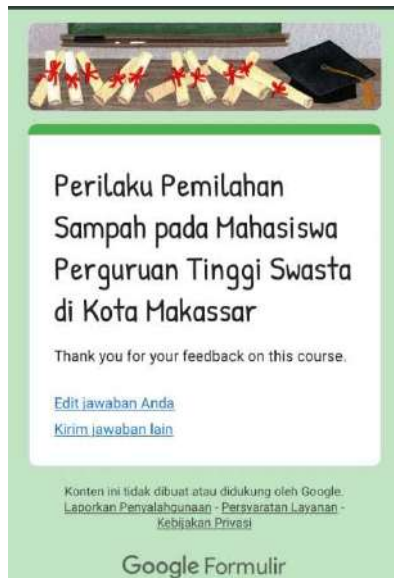 Perilaku Pemilahan
Sampah pada Mahasiswa
Perguruan Tinggi Swasta
di Kota Makassar
Thank you for your feedback on this course.
Edit jawaban Anda
Kirim jawaban lain
Konten ini tidak dibuat atau didukung oleh Google.
Laporkan Penyalahgunaan - Persyaratan Layanan -
Kebijakan Privasi
Google Formulir